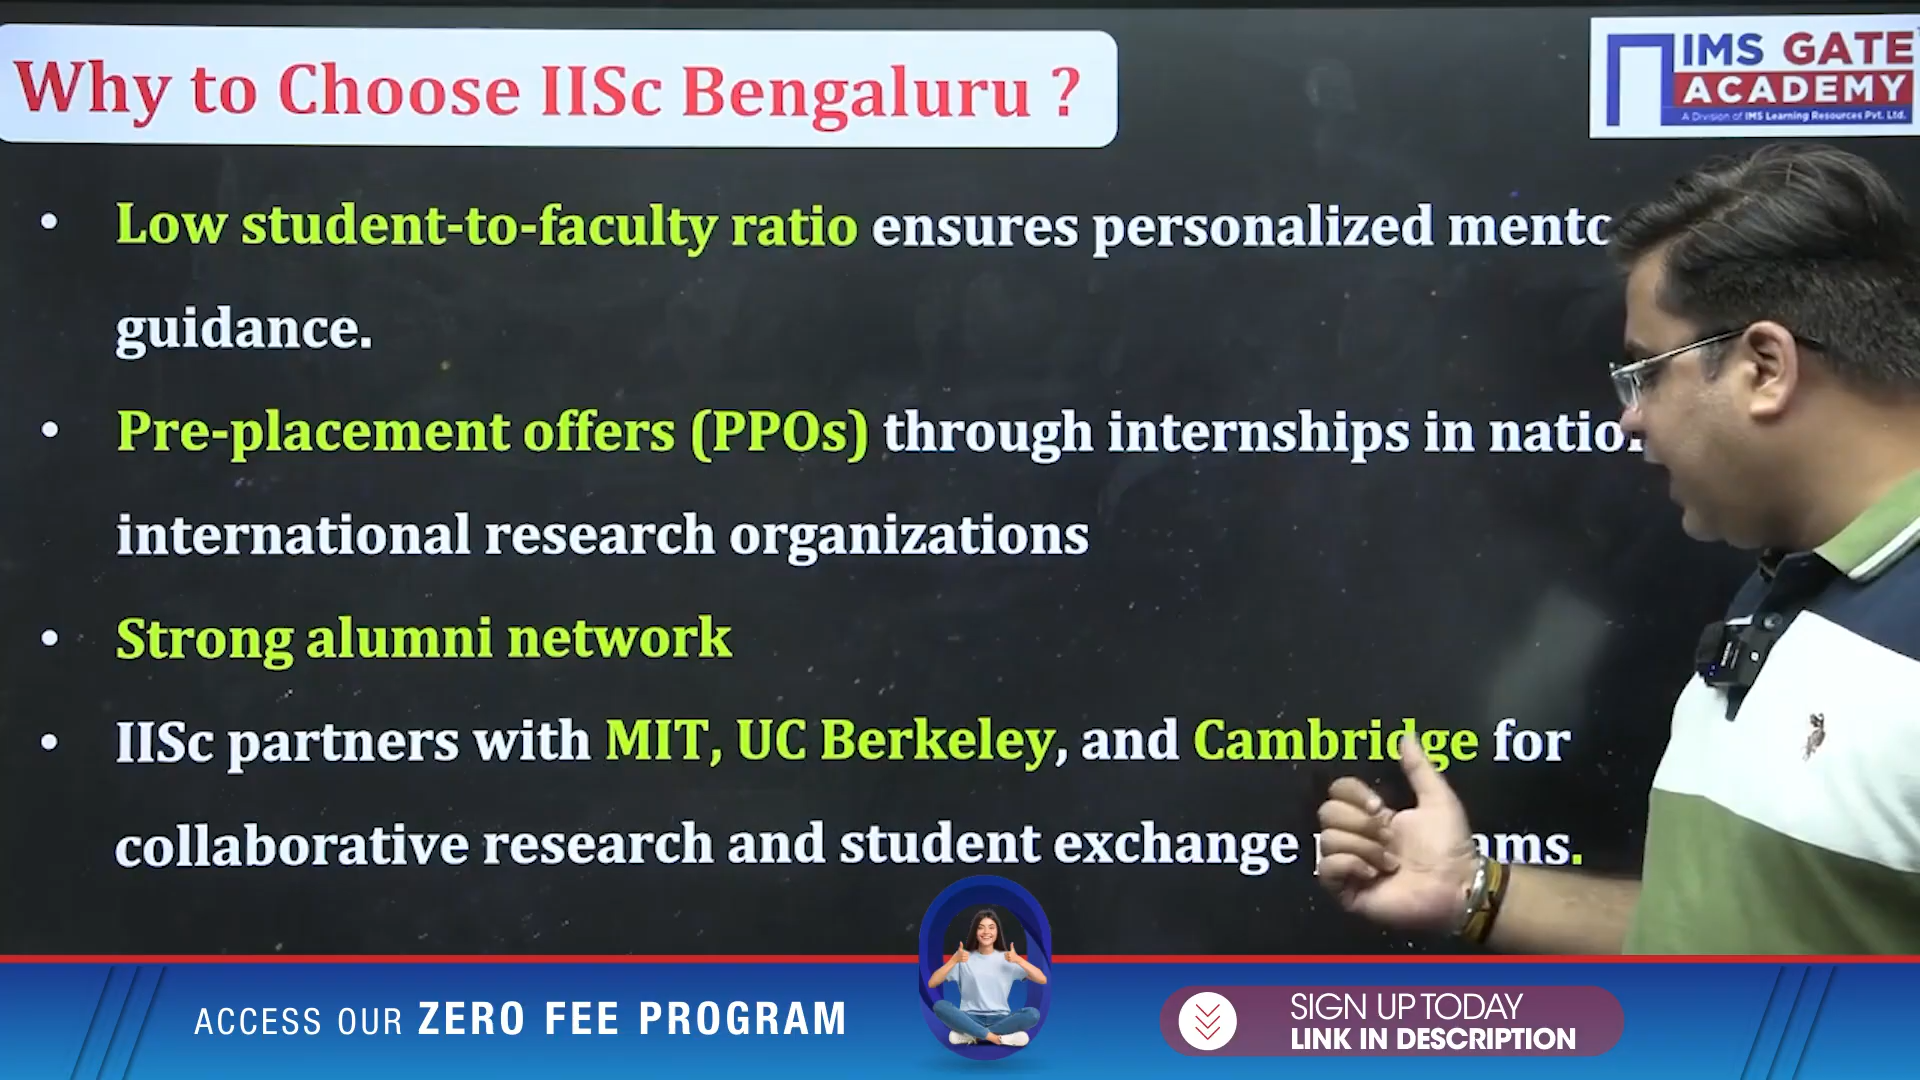 Why to Choose IISc Bengaluru ?
IMS GATE
ACADEMY
A Division of IMS Learning Resources Pvt. Ltd.
• Low student-to-faculty ratio ensures personalized
guidance.
• Pre-placement offers (PPOs) through internships in
international research organizations
• Strong alumni network
• IISc partners with MIT, UC Berkeley, and Cambridge for
collaborative research and student exchange
ACCESS OUR ZERO FEE PROGRAM
SIGN UP TODAY
LINK IN DESCRIPTION